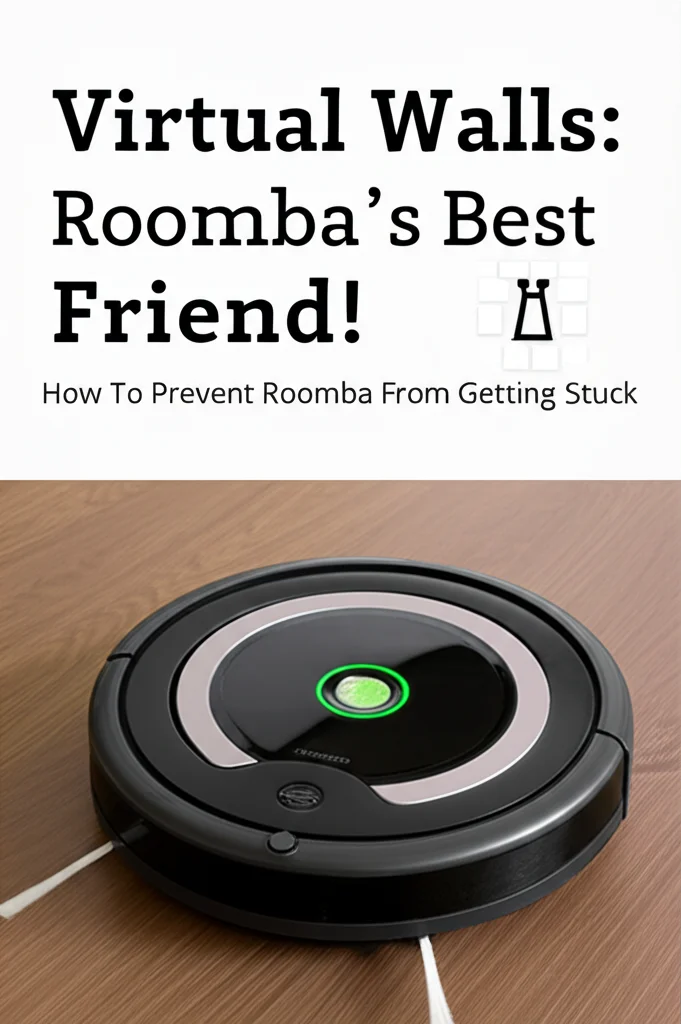 Virtual Walls:
Roomba’s Best
Friend!
How To Prevent Roomba From Getting Stuck